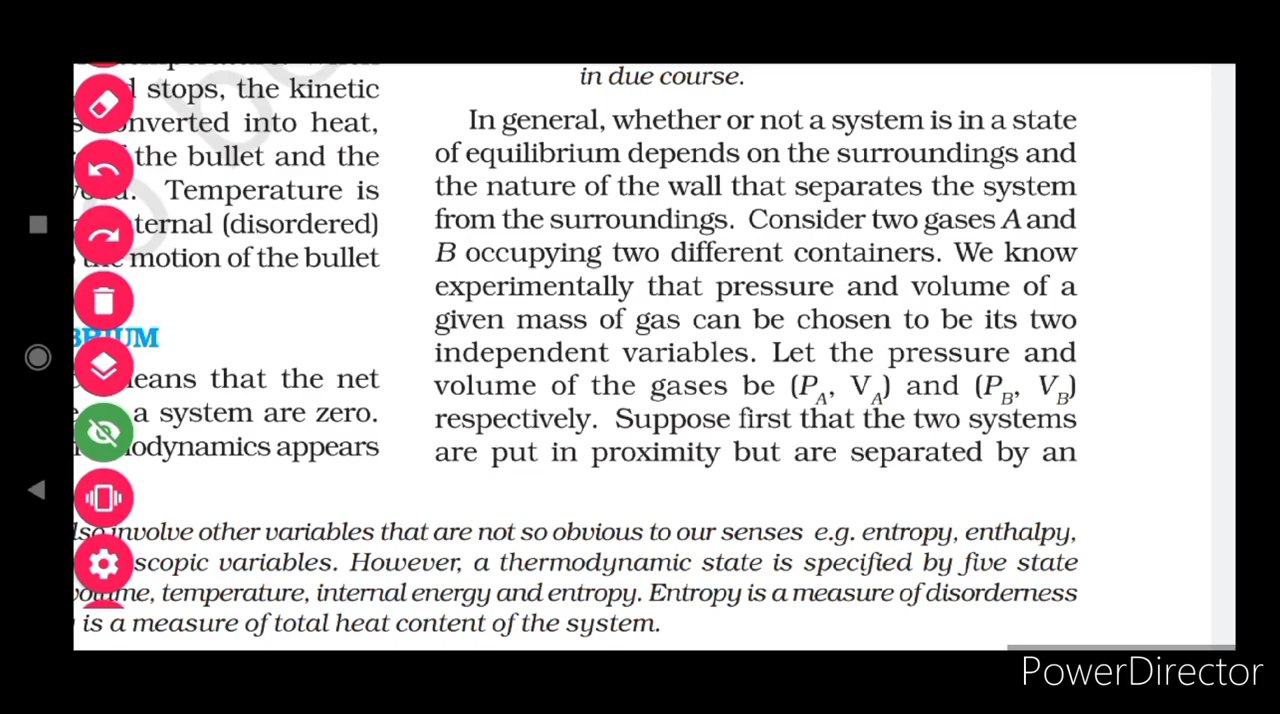 stops, the kinetic
into heat,
the bullet and the
Temperature is
(disordered)
motion of the bullet
means that the net
a system are zero.
appears
in due course.
In general, whether or not a system is in a state
of equilibrium depends on the surroundings and
the nature of the wall that separates the system
from the surroundings. Consider two gases A and
B occupying two different containers. We know
experimentally that pressure and volume of a
given mass of gas can be chosen to be its two
independent variables. Let the pressure and
volume of the gases be (P_A, V_A) and (P_B, V_B)
respectively. Suppose first that the two systems
are put in proximity but are separated by an
involve other variables that are not so obvious to our senses e.g. entropy, enthalpy,
scopic variables. However, a thermodynamic state is specified by five state
temperature, internal energy and entropy. Entropy is a measure of disorderness
is a measure of total heat content of the system.
PowerDirector